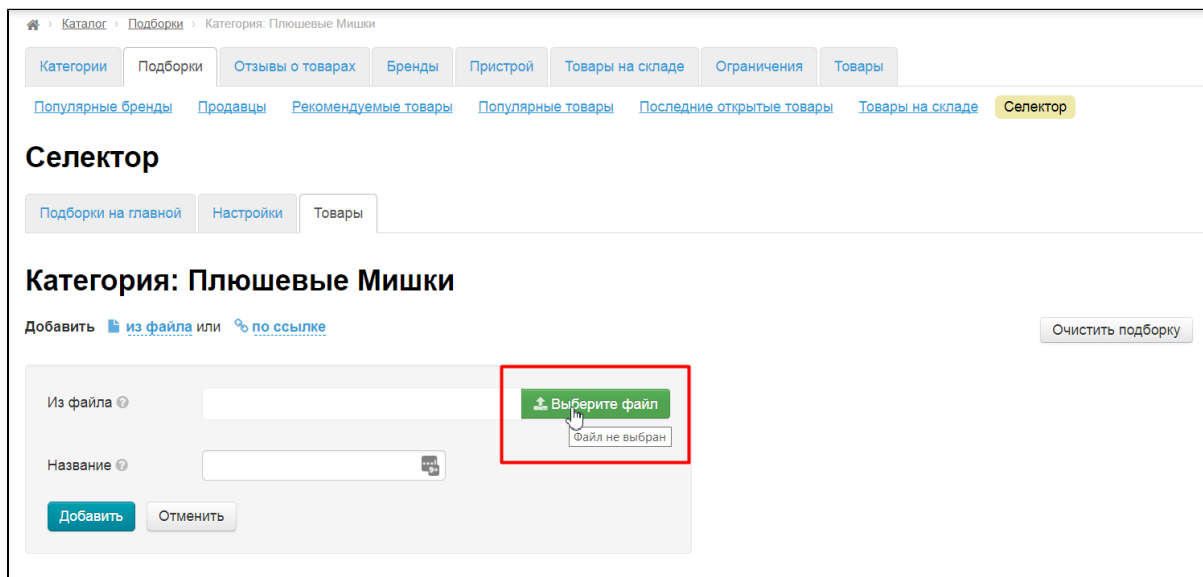 Каталог > Подборки > Категория: Плюшевые Мишки
Категории Подборки Отзывы о товарах Бренды Пристрой Товары на складе Ограничения Товары
Популярные бренды Продавцы Рекомендуемые товары Популярные товары Последние открытые товары Товары на складе Селектор
Селектор
Подборки на главной Настройки Товары
Категория: Плюшевые Мишки
Добавить из файла или по ссылке
Очистить подборку
Из файла ? Выберите файл
Файл не выбран
Название ?
Добавить Отменить